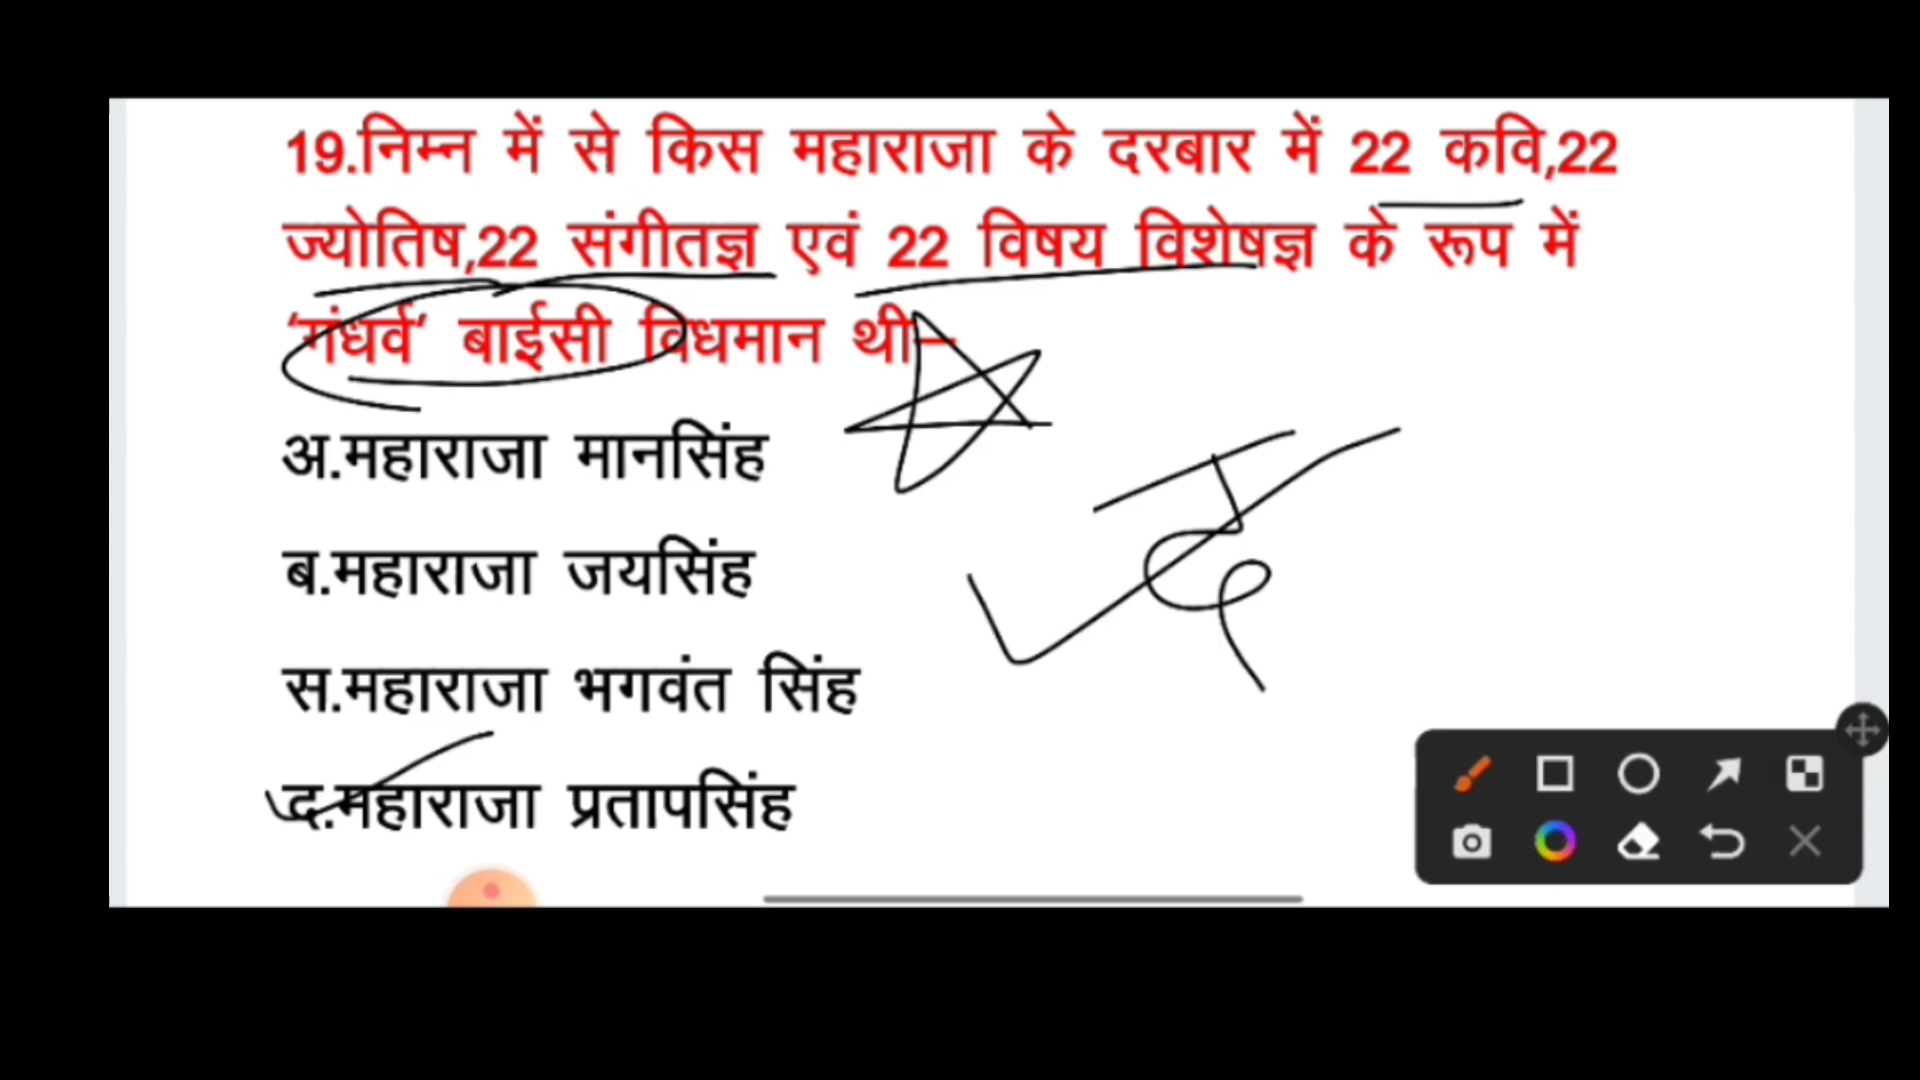 19.निम्न में से किस महाराजा के दरबार में 22 कवि,22
ज्योतिष,22 संगीतज्ञ एवं 22 विषय विशेषज्ञ के रूप में
‘गंधर्व’ बाईसी विधमान थी–
अ.महाराजा मानसिंह
ब.महाराजा जयसिंह
स.महाराजा भगवंत सिंह
द.महाराजा प्रतापसिंह
द